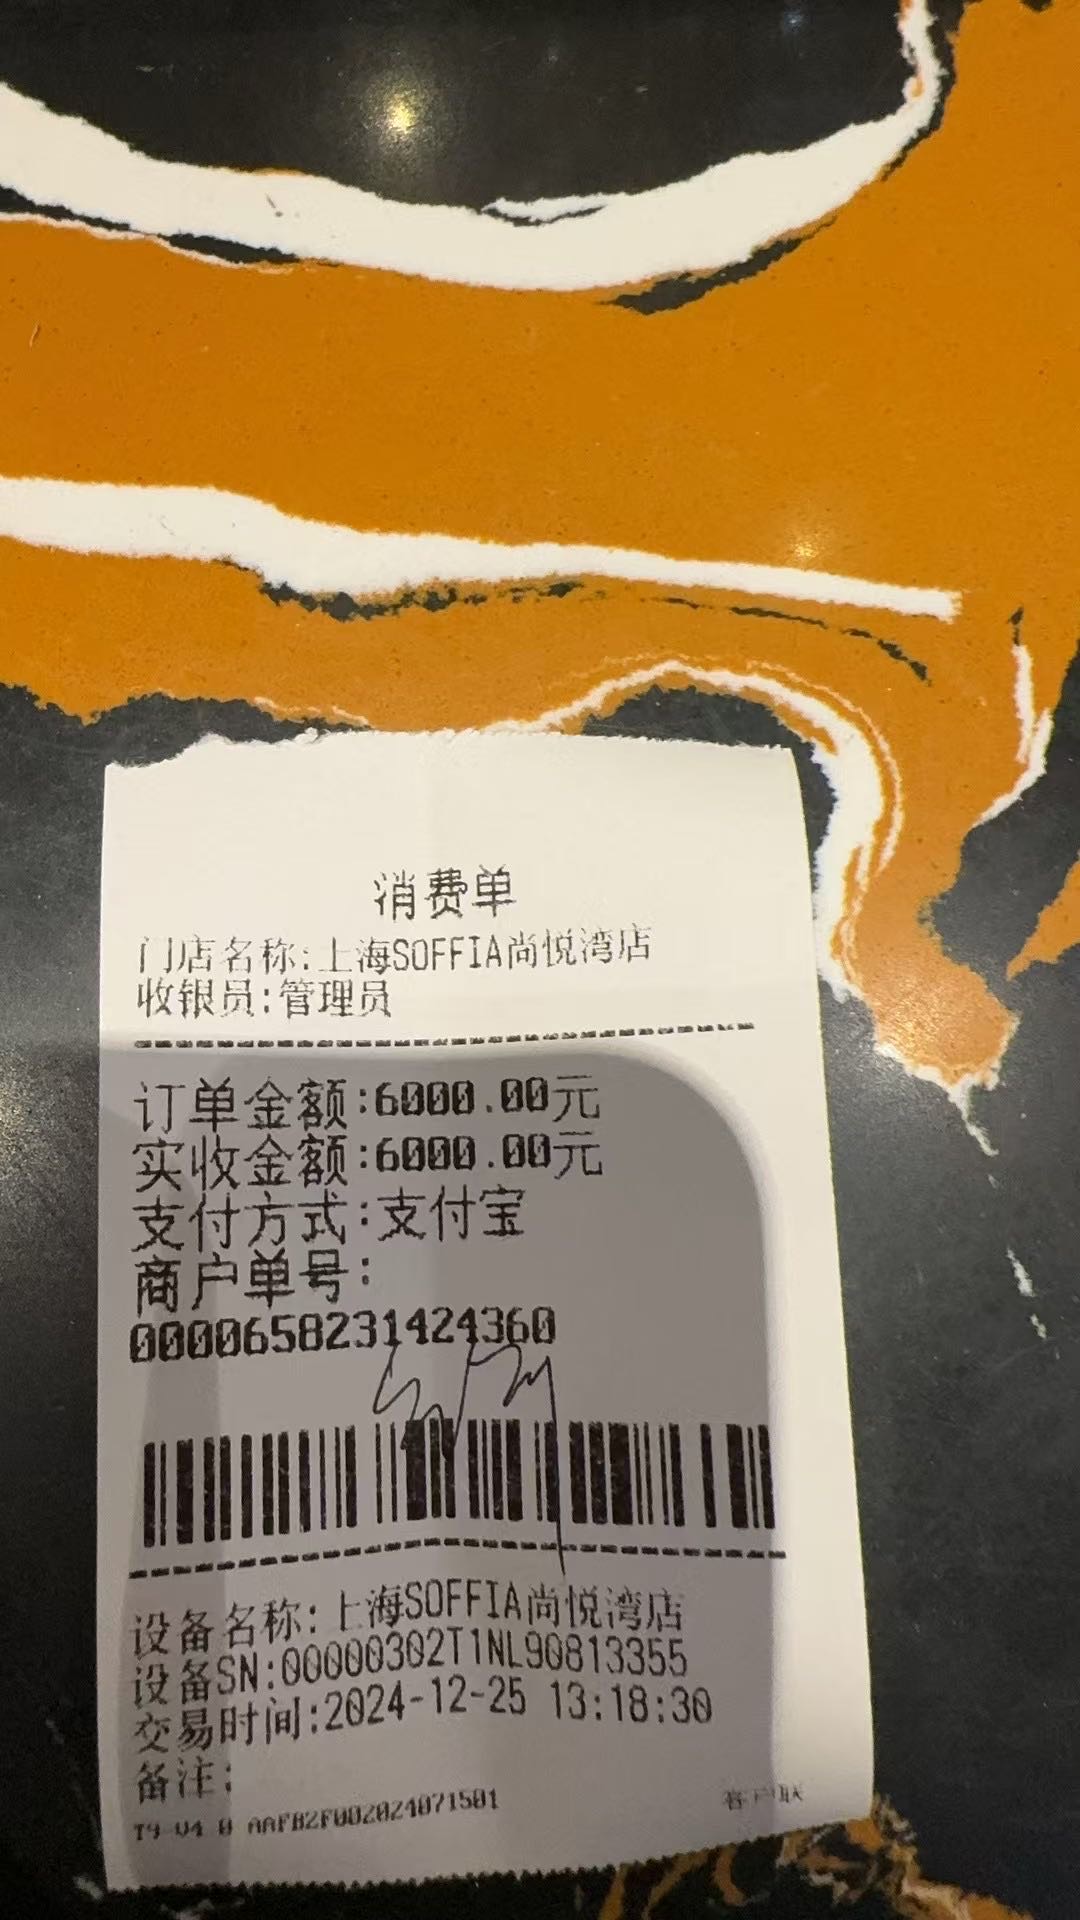 消费单
门店名称:上海SOFFIA尚悦湾店
收银员:管理员
订单金额:6000.00元
实收金额:6000.00元
支付方式:支付宝
商户单号:
0000658231424360
设备名称:上海SOFFIA尚悦湾店
设备SN:00000302T1NL90813355
交易时间:2024-12-25 13:18:30
备注:
客户联